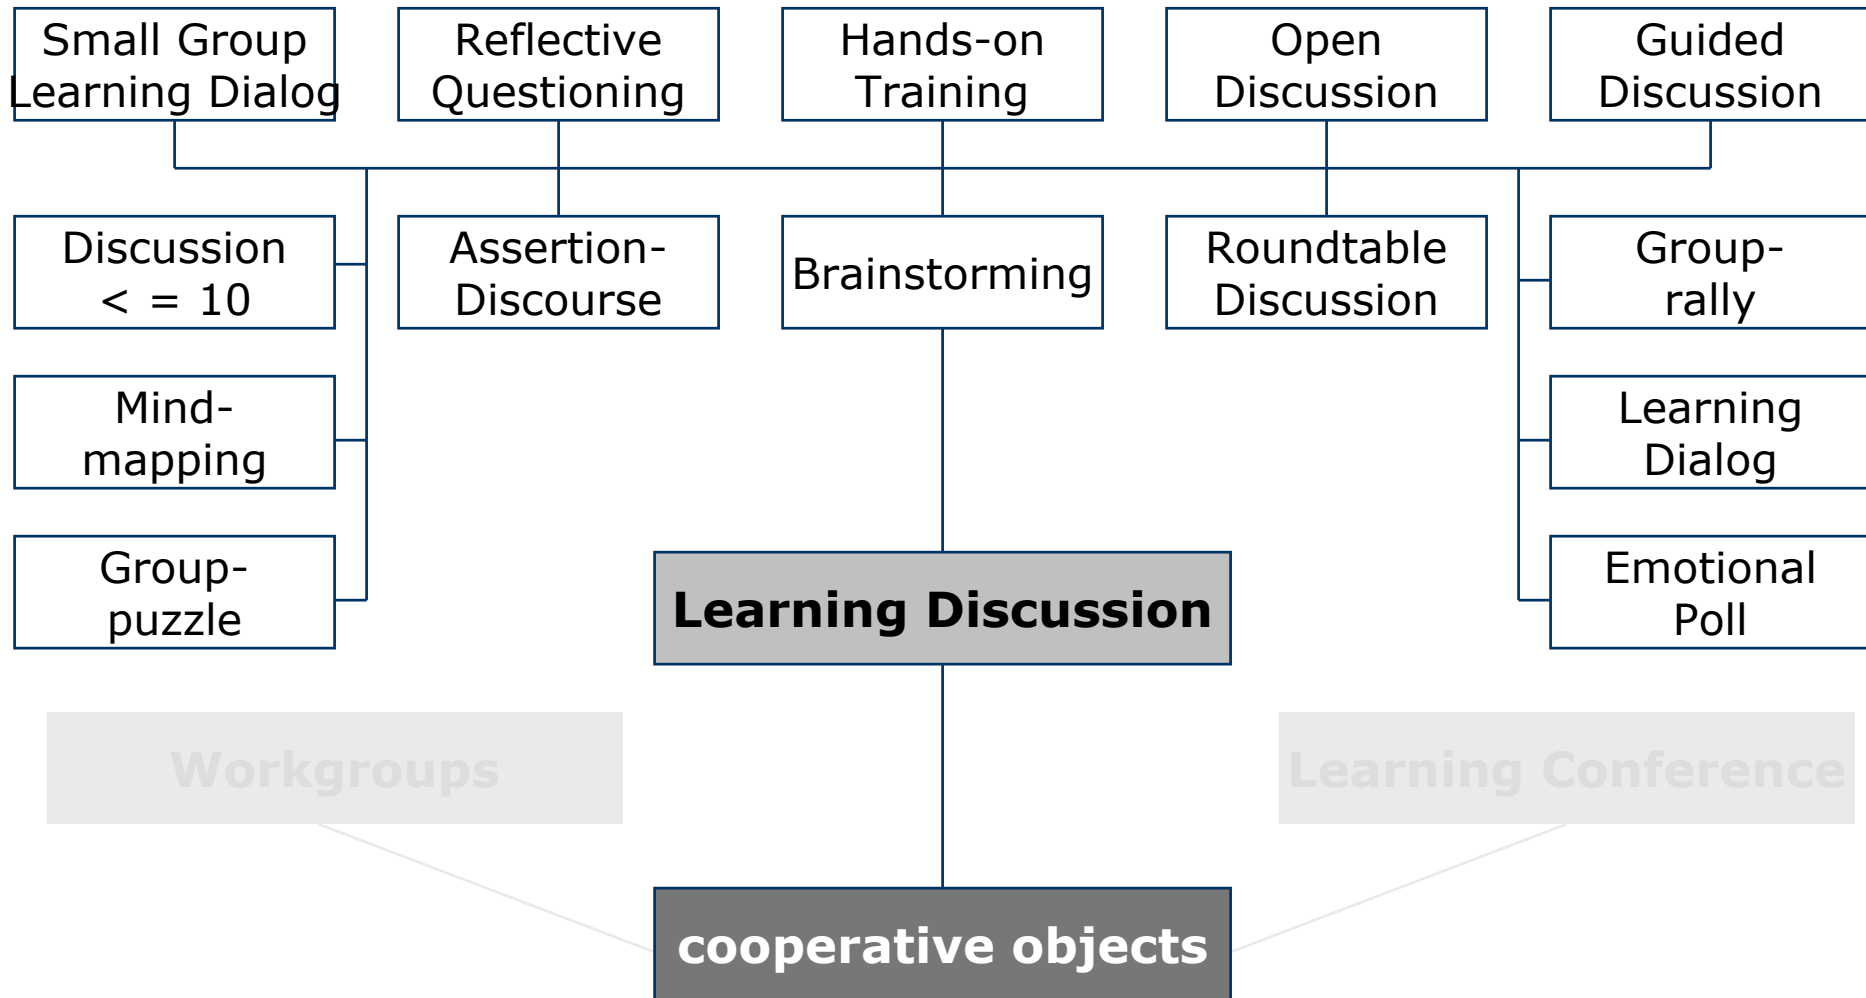 Small Group
Learning Dialog
Reflective
Questioning
Hands-on
Training
Open
Discussion
Guided
Discussion
Discussion
< = 10
Assertion-
Discourse
Brainstorming
Roundtable
Discussion
Group-
rally
Mind-
mapping
Learning
Dialog
Group-
puzzle
Learning Discussion
Emotional
Poll
Workgroups
Learning Conference
cooperative objects